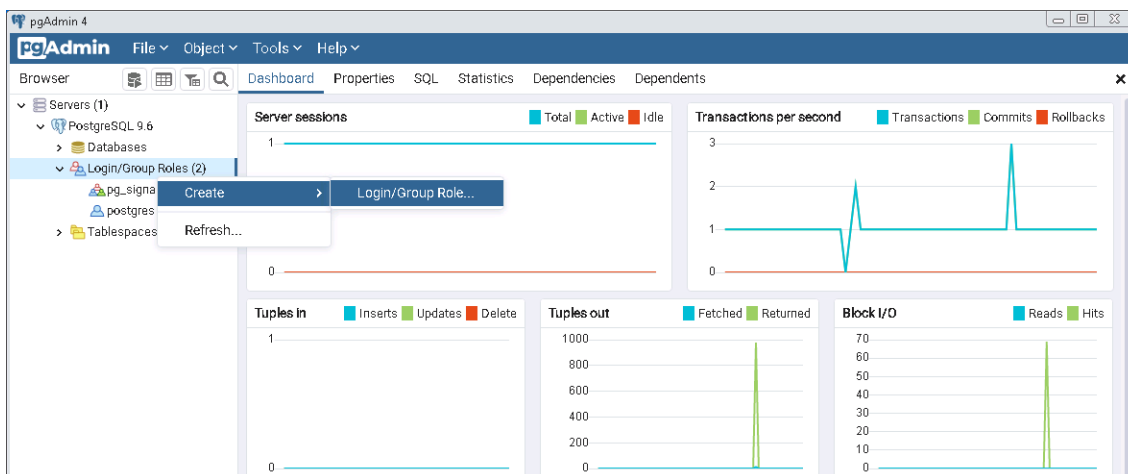 pgAdmin 4
pgAdmin File Object Tools Help
Browser
Dashboard Properties SQL Statistics Dependencies Dependents
Servers (1)
PostgreSQL 9.6
Databases
Login/Group Roles (2)
pg_signa
postgres
Tablespaces
Create
Login/Group Role...
Refresh...
Server sessions
Total Active Idle
1
0
Transactions per second
Transactions Commits Rollbacks
3
2
1
0
Tuples in
Inserts Updates Delete
1
0
Tuples out
Fetched Returned
1000
800
600
400
200
0
Block I/O
Reads Hits
70
60
50
40
30
20
10
0